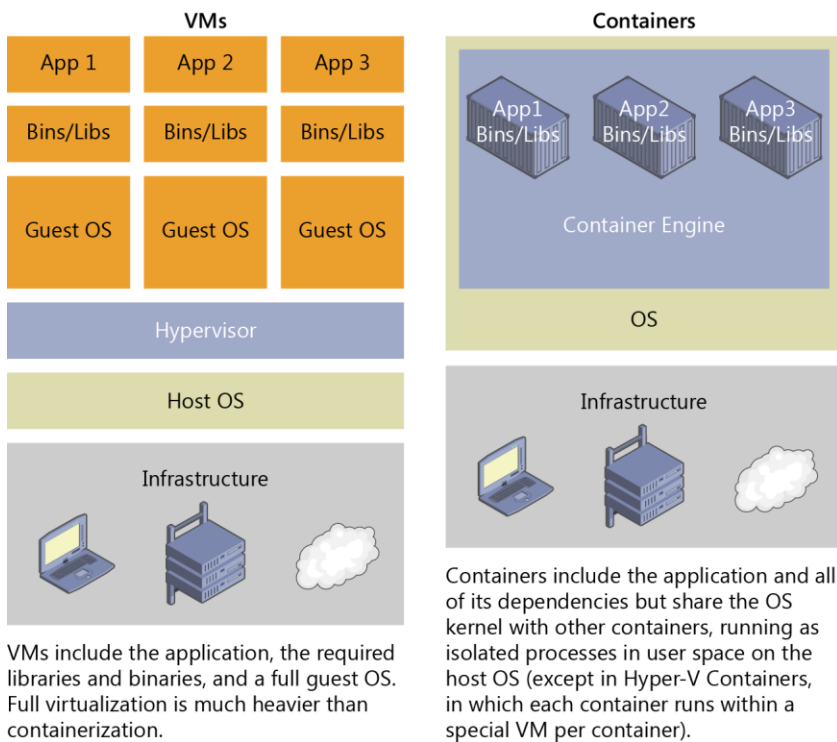 VMs
App 1
App 2
App 3
Bins/Libs
Bins/Libs
Bins/Libs
Guest OS
Guest OS
Guest OS
Hypervisor
Host OS
Infrastructure
VMs include the application, the required
libraries and binaries, and a full guest OS.
Full virtualization is much heavier than
containerization.
Containers
App1
Bins/Libs
App2
Bins/Libs
App3
Bins/Libs
Container Engine
OS
Infrastructure
Containers include the application and all
of its dependencies but share the OS
kernel with other containers, running as
isolated processes in user space on the
host OS (except in Hyper-V Containers,
in which each container runs within a
special VM per container).